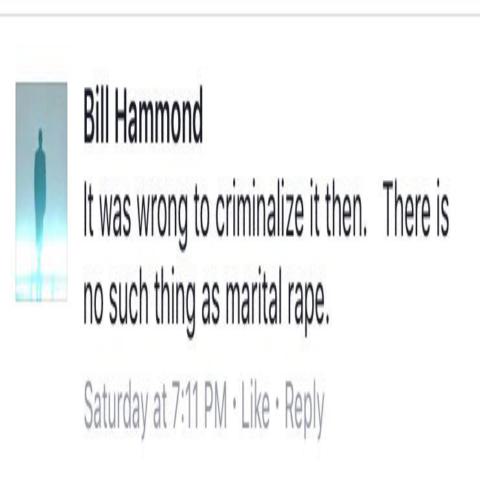 Bill Hammond
It was wrong to criminalize it then. There is
no such thing as marital rape.
Saturday at 7:11 PM · Like · Reply